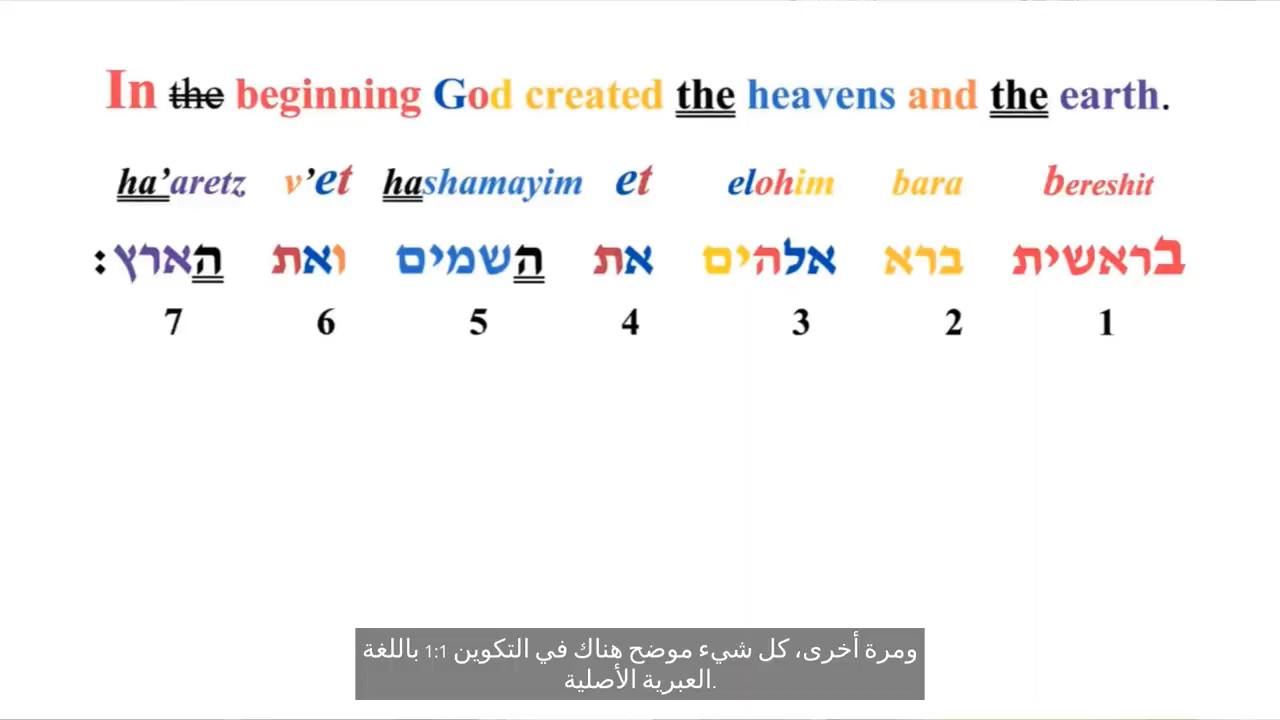 In the beginning God created the heavens and the earth.
ha’aretz v’et hashamayim et elohim bara bereshit
בראשית ברא אלהים את השמים ואת הארץ:
7 6 5 4 3 2 1
ومرة أخرى، كل شيء موضح هناك في التكوين 1:1 باللغة
العبرية الأصلية.